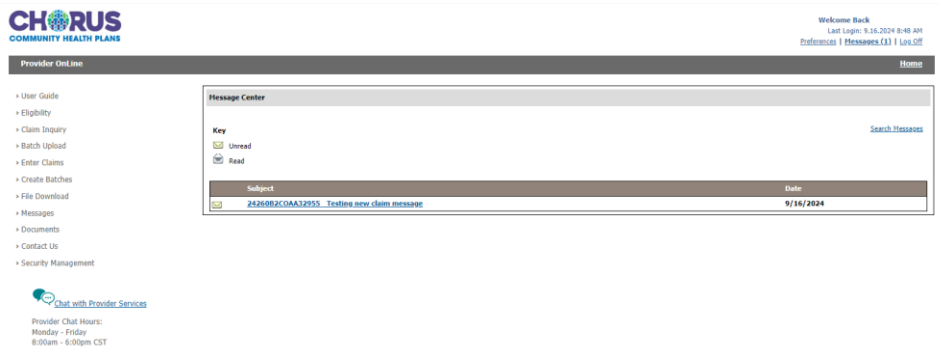 CHORUS
COMMUNITY HEALTH PLANS
Welcome Back
Last Login: 9.16.2024 8:48 AM
Preferences | Messages (1) | Log Off
Provider OnLine
Home
› User Guide
› Eligibility
› Claim Inquiry
› Batch Upload
› Enter Claims
› Create Batches
› File Download
› Messages
› Documents
› Contact Us
› Security Management
Chat with Provider Services
Provider Chat Hours:
Monday - Friday
8:00am - 6:00pm CST
Message Center
Key
Search Messages
Unread
Read
Subject Date
24260B2COAA32955 Testing new claim message 9/16/2024